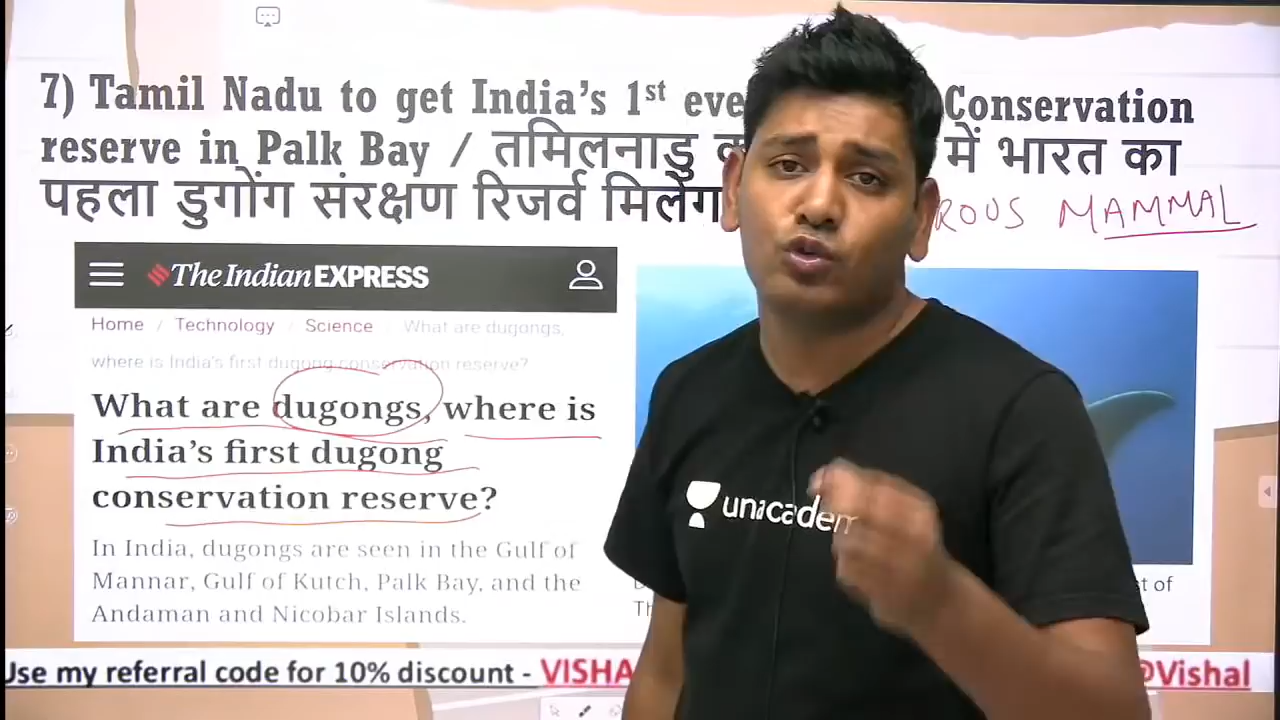 7) Tamil Nadu to get India's 1st Conservation
reserve in Palk Bay / तमिलनाडु में भारत का
पहला डुगोंग संरक्षण रिजर्व
MAMMAL
The Indian EXPRESS
Home / Technology / Science / What are dugongs,
where is India's first dugong conservation reserve?
What are dugongs, where is
India's first dugong
conservation reserve?
In India, dugongs are seen in the Gulf of
Mannar, Gulf of Kutch, Palk Bay, and the
Andaman and Nicobar Islands.
unacadem
st of
Use my referral code for 10% discount - VISHA
@Vishal